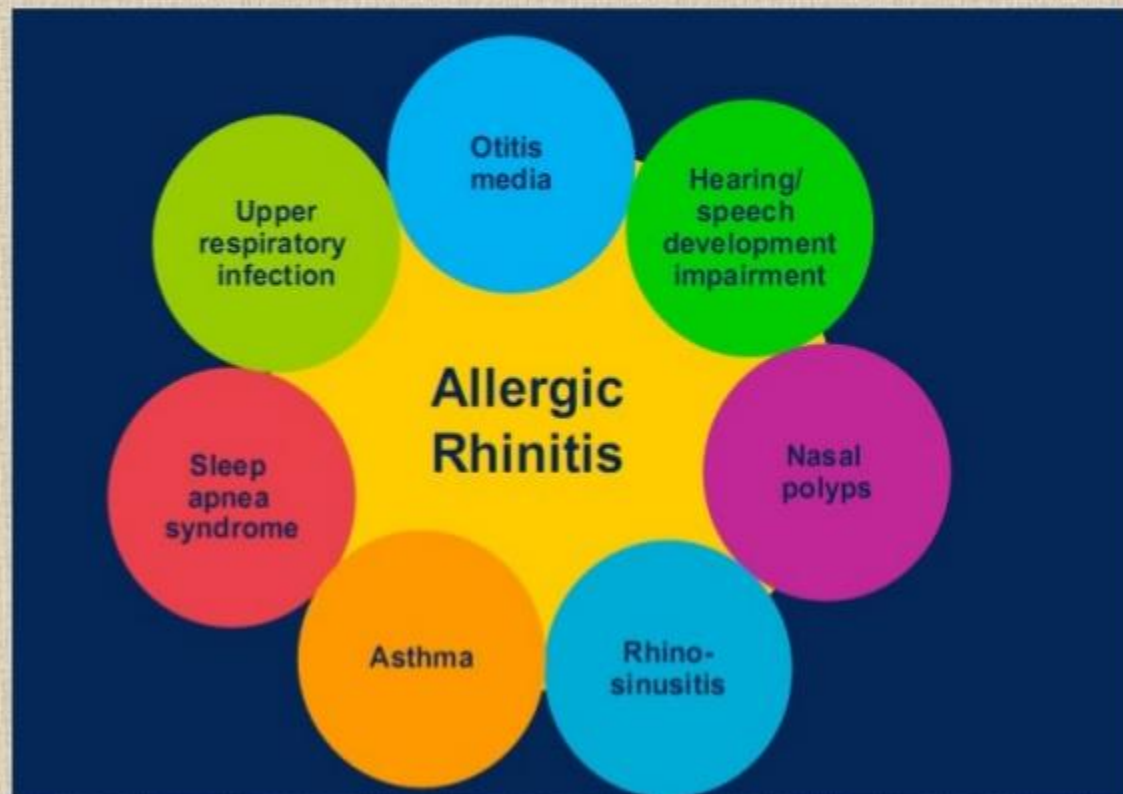 Otitis
media
Hearing/
speech
development
impairment
Upper
respiratory
infection
Allergic
Rhinitis
Nasal
polyps
Sleep
apnea
syndrome
Asthma
Rhino-
sinusitis